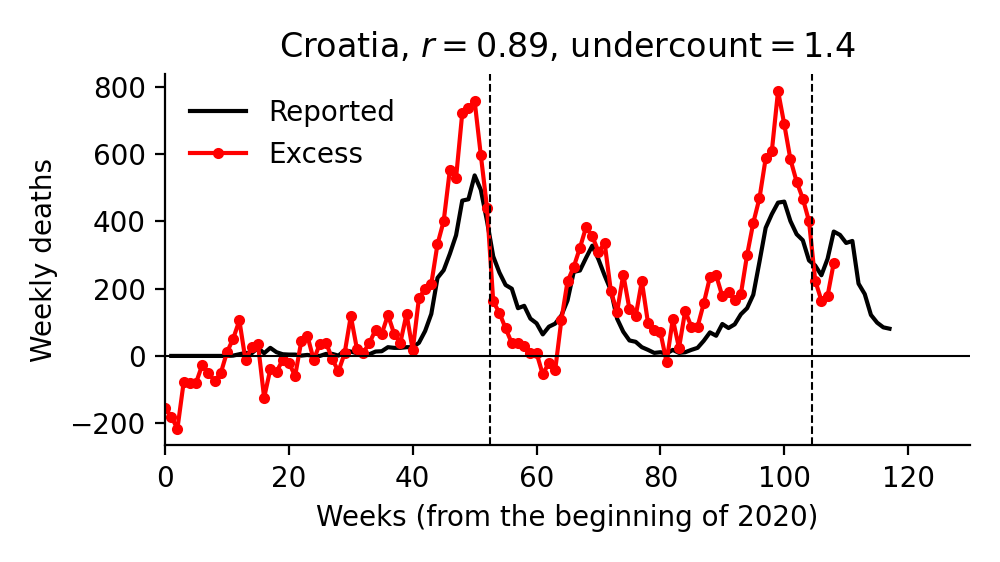 Croatia, r = 0.89, undercount = 1.4
Reported
Excess
Weekly deaths
800
600
400
200
0
−200
0 20 40 60 80 100 120
Weeks (from the beginning of 2020)